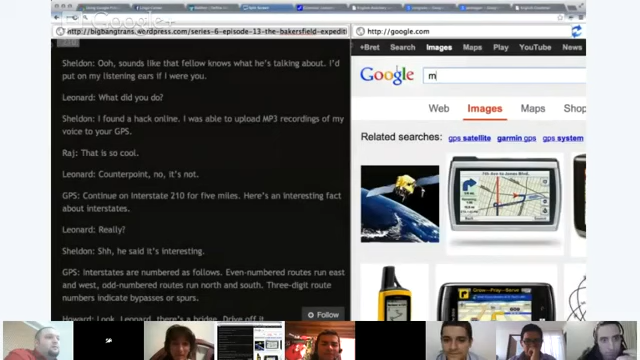 Split Screen
http://bigbangtrans.wordpress.com/series-6-episode-13-the-bakersfield-expediti
http://google.com
Sheldon: Ooh, sounds like that fellow knows what he's talking about. I'd
put on my listening ears if I were you.
Leonard: What did you do?
Sheldon: I found a hack online. I was able to upload MP3 recordings of my
voice to your GPS.
Raj: That is so cool.
Leonard: Counterpoint, no, it's not.
GPS: Continue on Interstate 210 for five miles. Here's an interesting fact
about interstates.
Leonard: Really?
Sheldon: Shh, he said it's interesting.
GPS: Interstates are numbered as follows. Even-numbered routes run east
and west, odd-numbered routes run north and south. Three-digit route
numbers indicate bypasses or spurs.
Howard: Look, Leonard, there's a bridge. Drive off it.
Follow
+Bret Search Images Maps Play YouTube News
Google
m
Web Images Maps Shop
Related searches: gps satellite garmin gps gps system